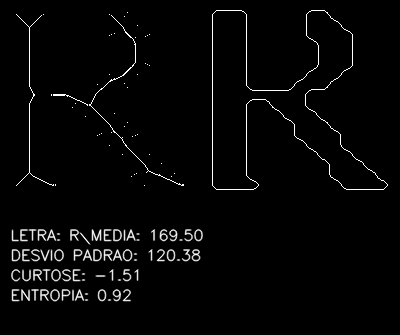 LETRA: R\MEDIA: 169.50
DESVIO PADRAO: 120.38
CURTOSE: -1.51
ENTROPIA: 0.92